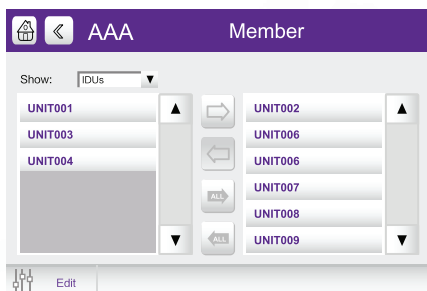 AAA Member
Show: IDUs
UNIT001
UNIT003
UNIT004
ALL
ALL
UNIT002
UNIT006
UNIT006
UNIT007
UNIT008
UNIT009
Edit